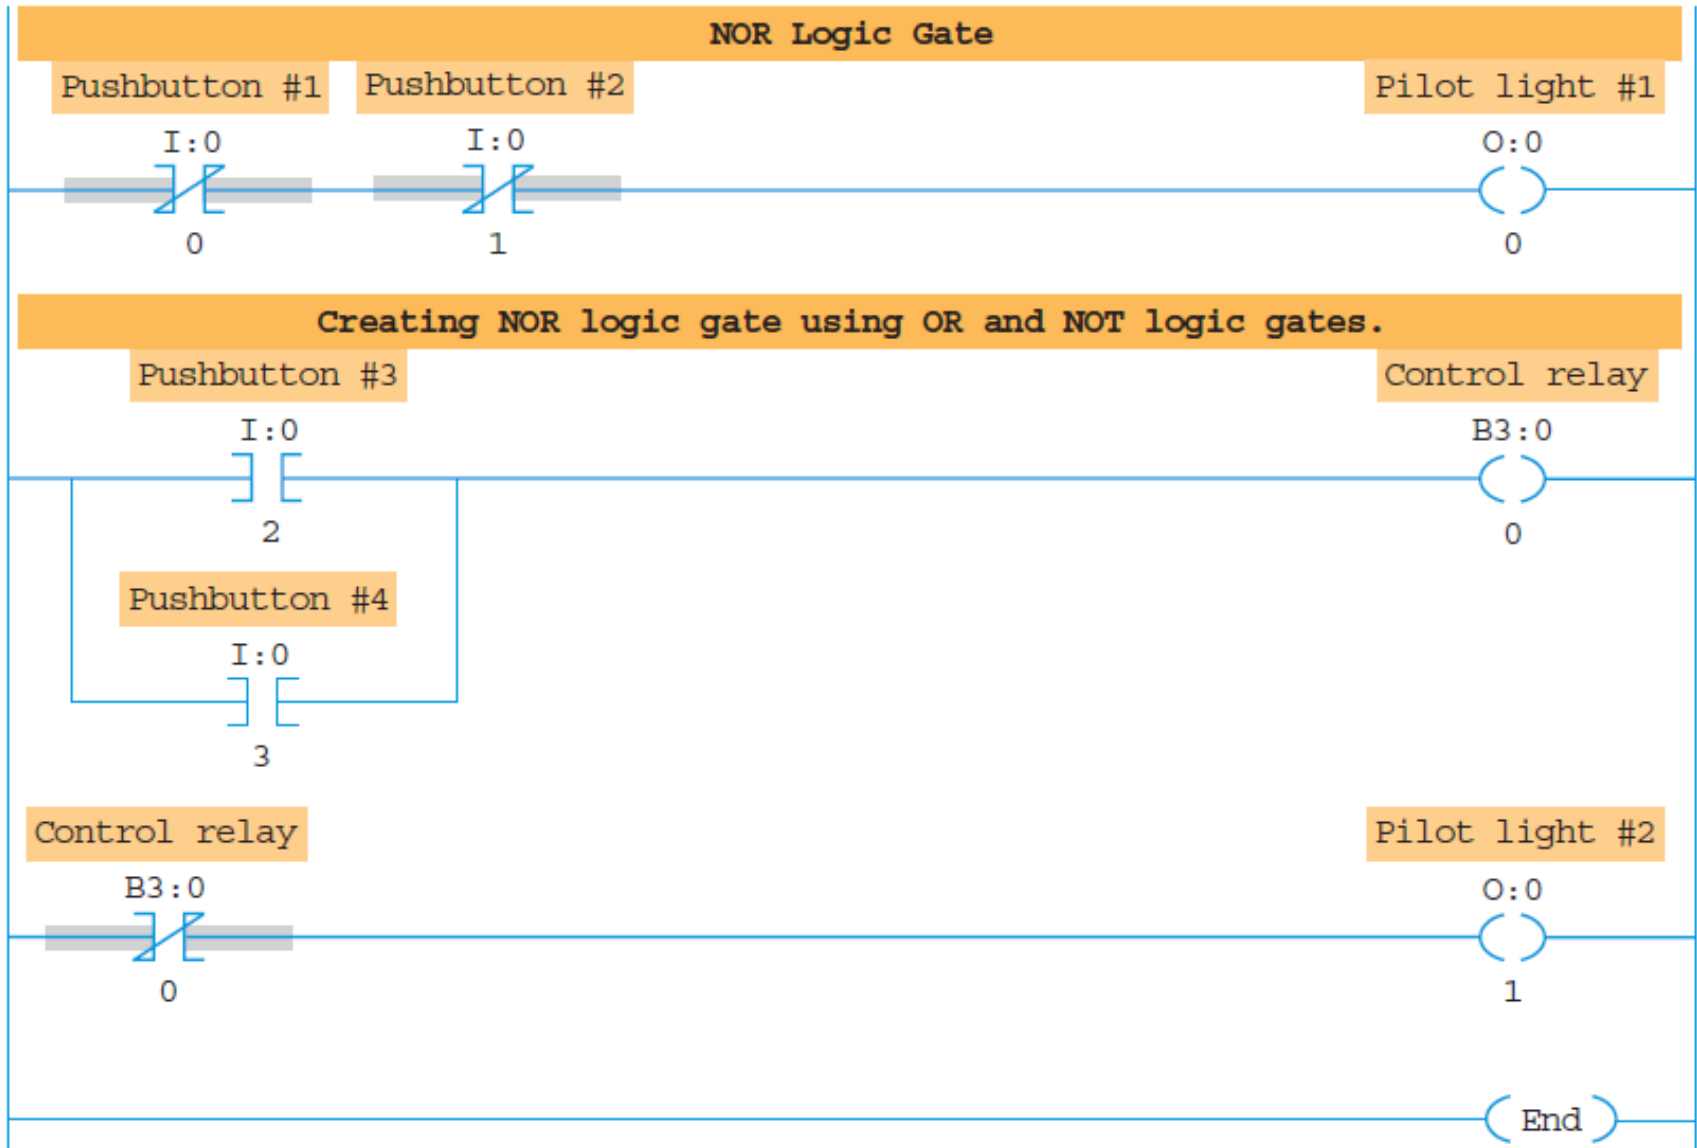 NOR Logic Gate
Pushbutton #1 Pushbutton #2 Pilot light #1
I:0 I:0 O:0
0 1 0
Creating NOR logic gate using OR and NOT logic gates.
Pushbutton #3 Control relay
I:0 B3:0
2 0
Pushbutton #4
I:0
3
Control relay Pilot light #2
B3:0 O:0
0 1
End